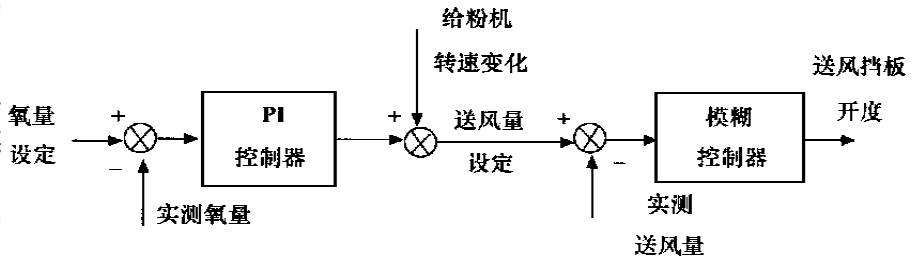 给粉机
转速变化
送风挡板
开度
氧量
设定
+
−
PI
控制器
+
送风量
设定
+
−
模糊
控制器
实测氧量
实测
送风量